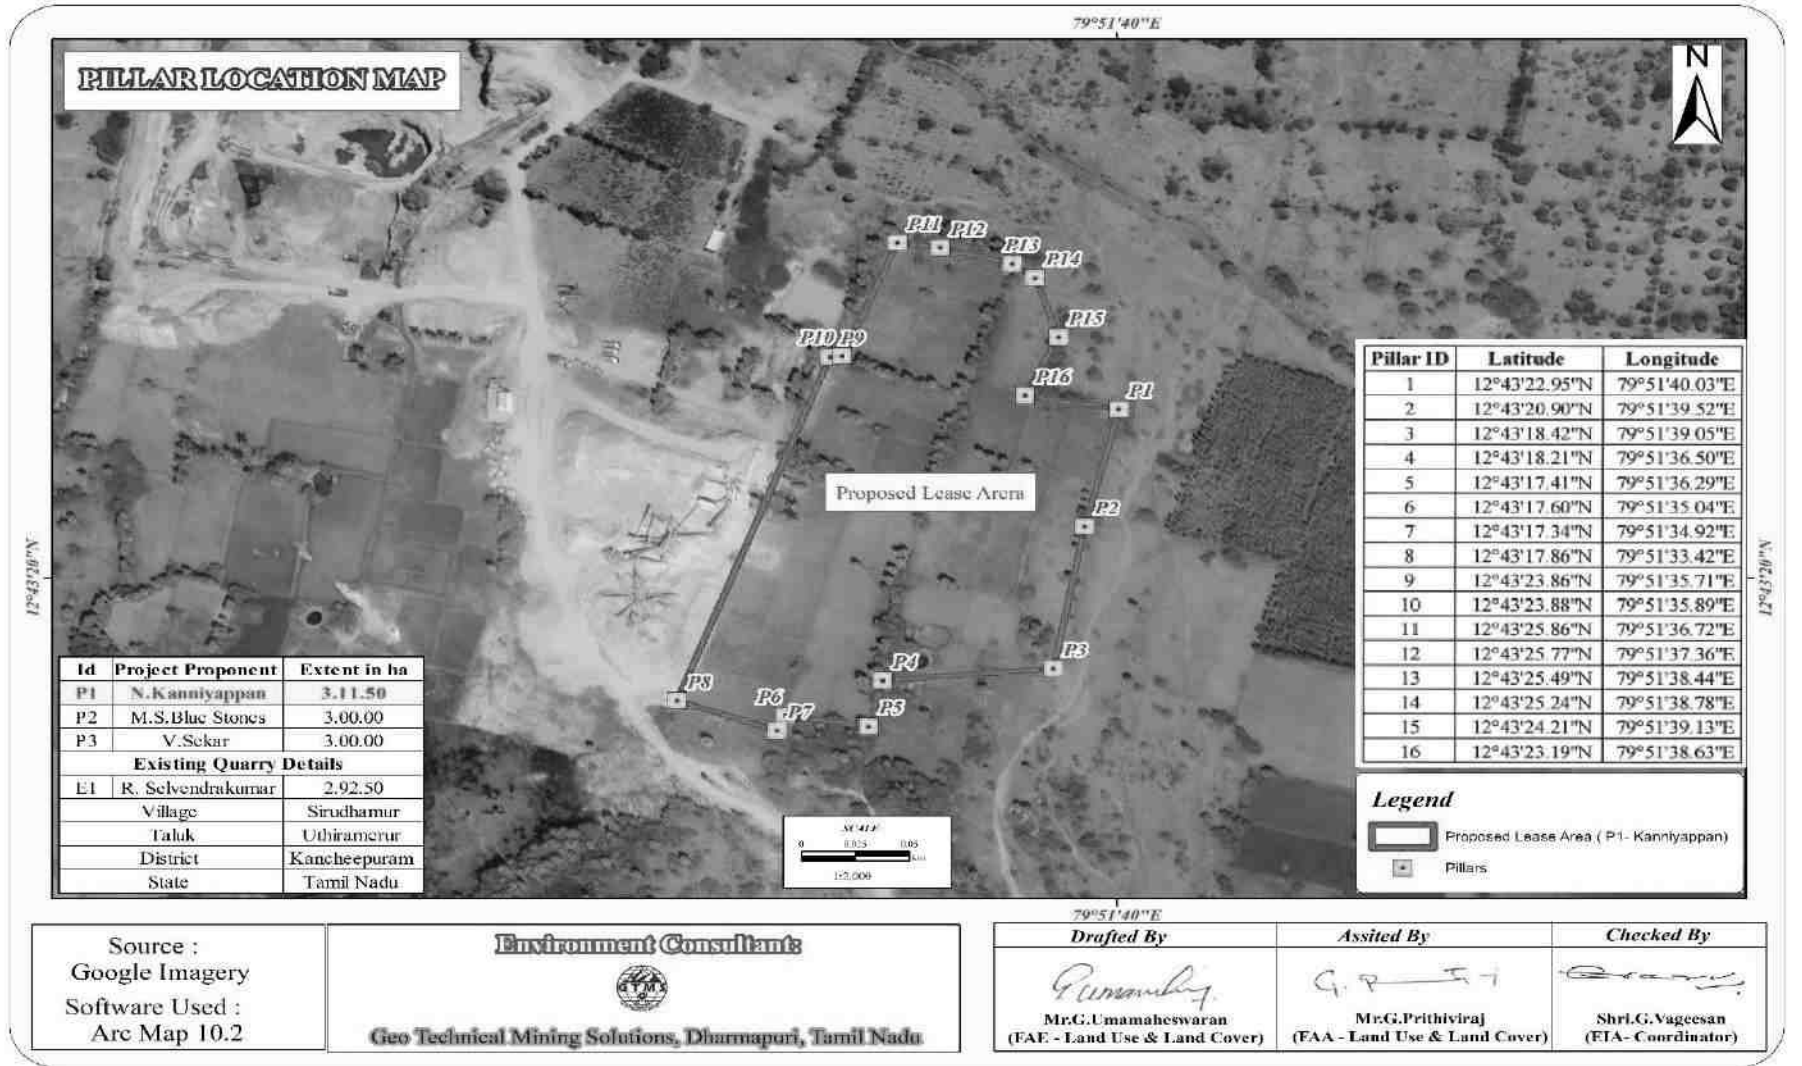 79°51'40"E
PILLAR LOCATION MAP
N
P11
P12
P13
P14
P15
P10 P9
P16
P1
Proposed Lease Arera
P2
P3
P4
P8
P6
P7
P5
12°43'20"N
12°43'20"N
Pillar ID Latitude Longitude
1 12°43'22.95"N 79°51'40.03"E
2 12°43'20.90"N 79°51'39.52"E
3 12°43'18.42"N 79°51'39.05"E
4 12°43'18.21"N 79°51'36.50"E
5 12°43'17.41"N 79°51'36.29"E
6 12°43'17.60"N 79°51'35.04"E
7 12°43'17.34"N 79°51'34.92"E
8 12°43'17.86"N 79°51'33.42"E
9 12°43'23.86"N 79°51'35.71"E
10 12°43'23.88"N 79°51'35.89"E
11 12°43'25.86"N 79°51'36.72"E
12 12°43'25.77"N 79°51'37.36"E
13 12°43'25.49"N 79°51'38.44"E
14 12°43'25.24"N 79°51'38.78"E
15 12°43'24.21"N 79°51'39.13"E
16 12°43'23.19"N 79°51'38.63"E
Id Project Proponent Extent in ha
P1 N.Kanniyappan 3.11.50
P2 M.S.Blue Stones 3.00.00
P3 V.Sekar 3.00.00
Existing Quarry Details
E1 R. Selvendrakumar 2.92.50
Village Sirudhamur
Taluk Uthiramerur
District Kancheepuram
State Tamil Nadu
SCALE
0 0.025 0.05
Km
1:2,000
Legend
Proposed Lease Area ( P1- Kanniyappan)
Pillars
79°51'40"E
Source :
Google Imagery
Software Used :
Arc Map 10.2
Environment Consultant:
GTMS
Geo Technical Mining Solutions, Dharmapuri, Tamil Nadu
Drafted By Assited By Checked By
Mr.G.Umamaheswaran
(FAE - Land Use & Land Cover)
Mr.G.Prithiviraj
(FAA - Land Use & Land Cover)
Shri.G.Vageesan
(EIA- Coordinator)